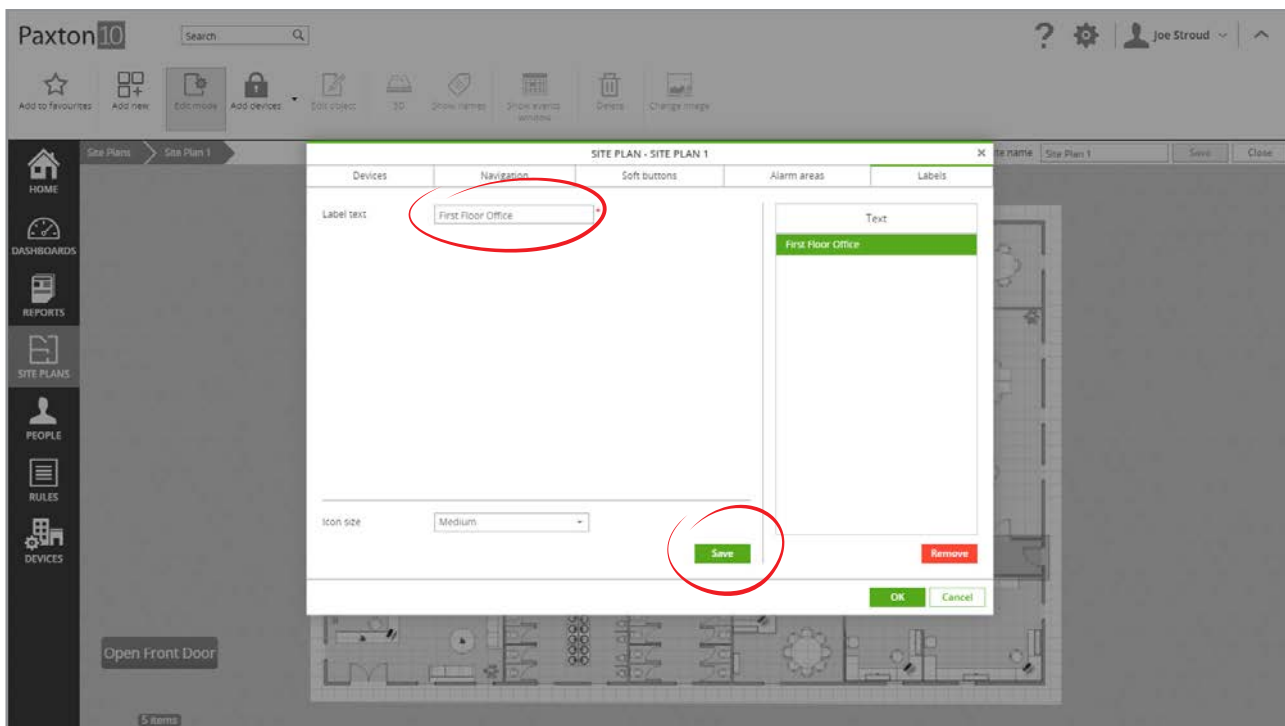 Paxton10
Search
Joe Stroud
Add to favourites
Add new
Edit mode
Add devices
Edit object
3D
Show names
Show events window
Delete
Change image
HOME
DASHBOARDS
REPORTS
SITE PLANS
PEOPLE
RULES
DEVICES
Site Plans
Site Plan 1
te name
Site Plan 1
Save
Close
SITE PLAN - SITE PLAN 1
Devices
Navigation
Soft buttons
Alarm areas
Labels
Label text
First Floor Office
*
Text
First Floor Office
Icon size
Medium
Save
Remove
OK
Cancel
Open Front Door
5 items